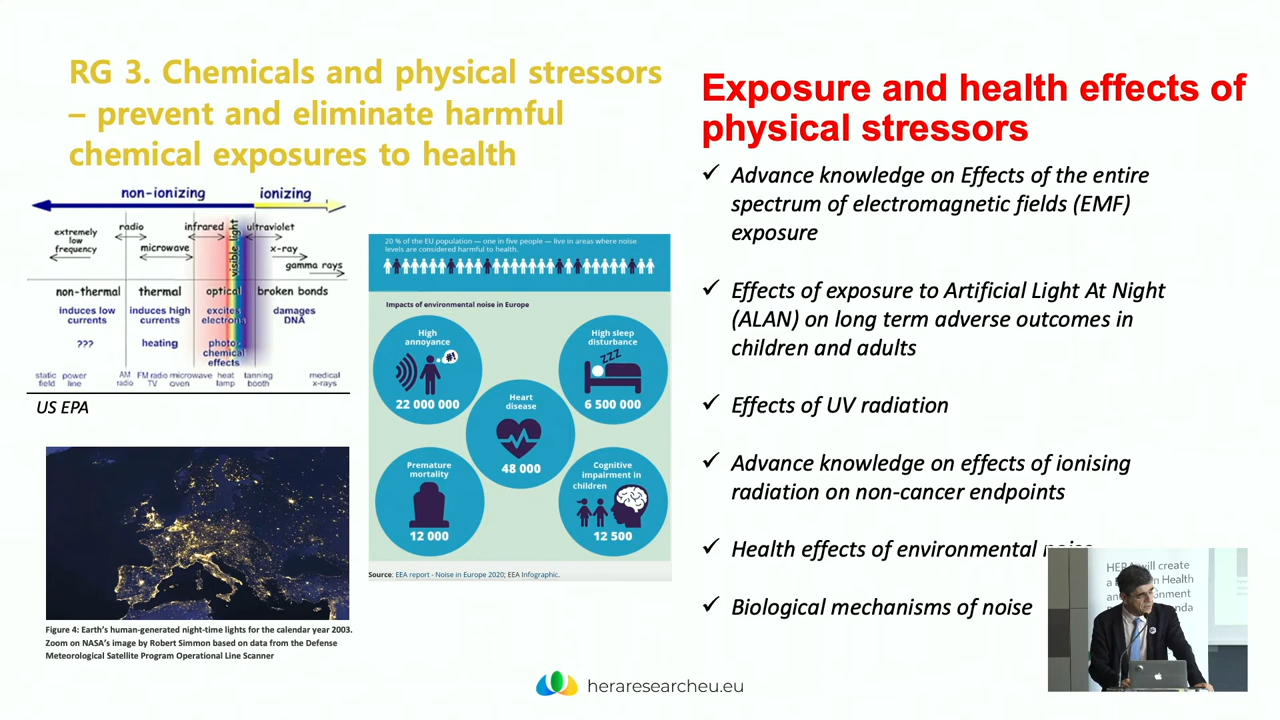 RG 3. Chemicals and physical stressors
– prevent and eliminate harmful
chemical exposures to health
non-ionizing
ionizing
extremely
low
frequency
radio
microwave
infrared
visible light
ultraviolet
x-ray
gamma rays
non-thermal
thermal
optical
broken bonds
induces low
currents
induces high
currents
excites
electrons
damages
DNA
???
heating
photo-
chemical
effects
static
field
power
line
AM
radio
FM radio
TV
microwave
oven
heat
lamp
tanning
booth
medical
x-rays
US EPA
20 % of the EU population — one in five people — live in areas where noise
levels are considered harmful to health.
Impacts of environmental noise in Europe
High
annoyance
#!
22 000 000
High sleep
disturbance
ZZZ
6 500 000
Heart
disease
48 000
Premature
mortality
12 000
Cognitive
impairment in
children
12 500
Source: EEA report - Noise in Europe 2020; EEA Infographic.
Figure 4: Earth's human-generated night-time lights for the calendar year 2003.
Zoom on NASA's image by Robert Simmon based on data from the Defense
Meteorological Satellite Program Operational Line Scanner
Exposure and health effects of
physical stressors
✓ Advance knowledge on Effects of the entire
spectrum of electromagnetic fields (EMF)
exposure
✓ Effects of exposure to Artificial Light At Night
(ALAN) on long term adverse outcomes in
children and adults
✓ Effects of UV radiation
✓ Advance knowledge on effects of ionising
radiation on non-cancer endpoints
✓ Health effects of environmental noise
✓ Biological mechanisms of noise
will create
Health
heraresearcheu.eu